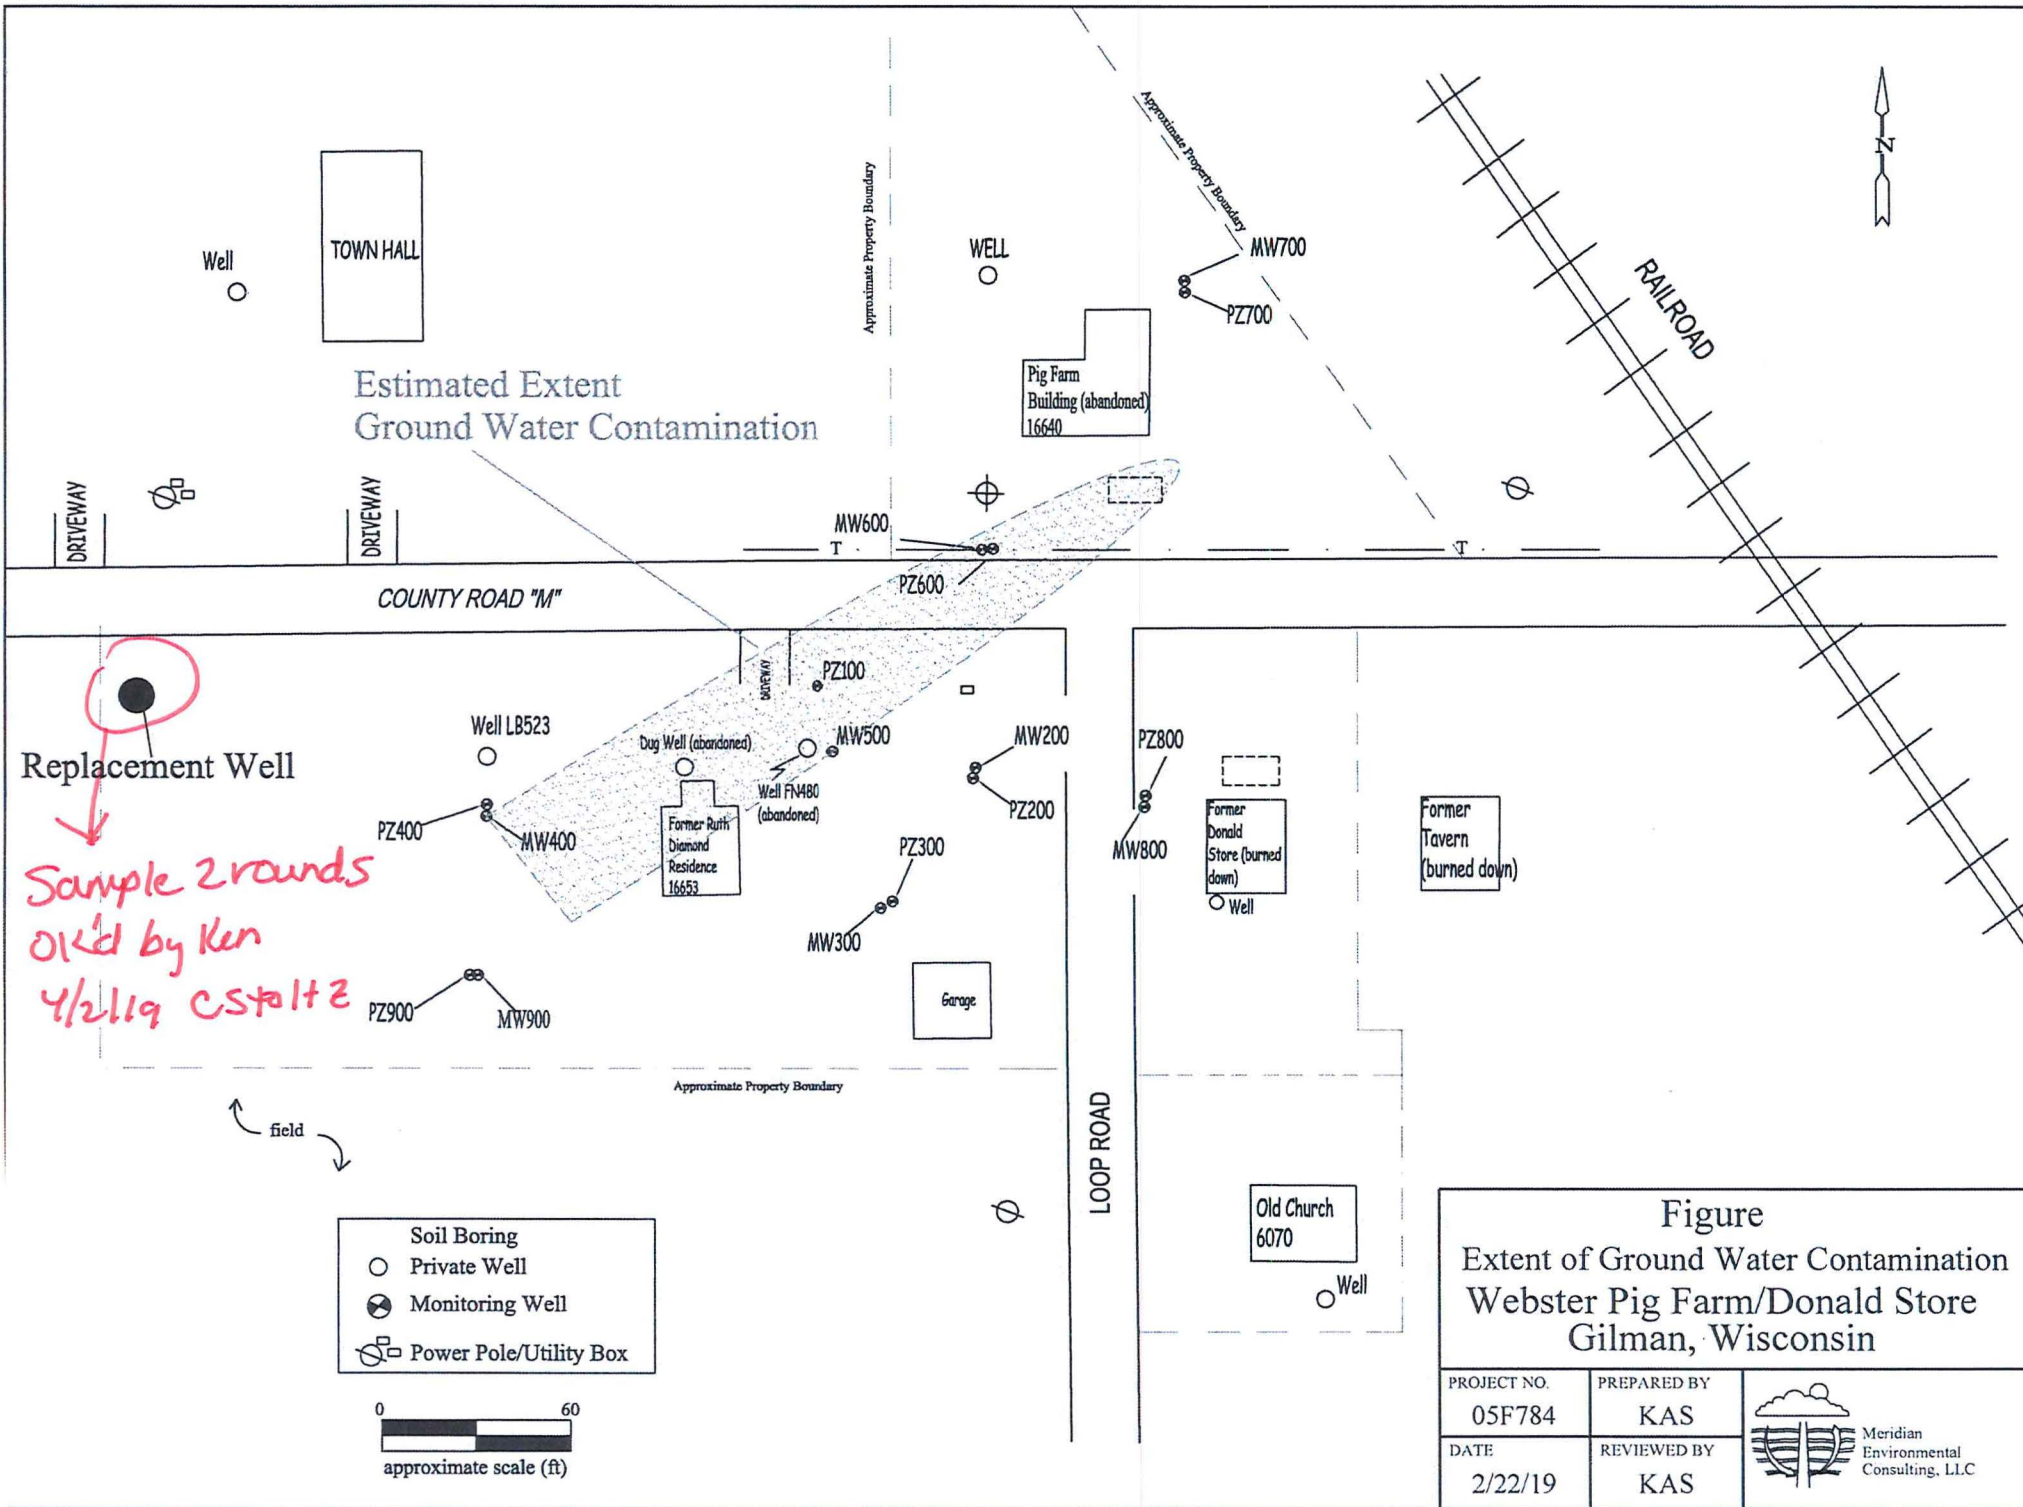 Approximate Property Boundary
Approximate Property Boundary
N
TOWN HALL
Well
WELL
MW700
PZ700
RAILROAD
Pig Farm
Building (abandoned)
16640
Estimated Extent
Ground Water Contamination
DRIVEWAY
DRIVEWAY
MW600
T
T
PZ600
COUNTY ROAD "M"
DRIVEWAY
PZ100
Replacement Well
Well LB523
Dug Well (abandoned)
MW500
Well FN480
(abandoned)
MW200
PZ200
PZ800
MW800
PZ400
MW400
Former Ruth
Diamond
Residence
16653
PZ300
MW300
Former
Donald
Store (burned
down)
Well
Former
Tavern
(burned down)
Sample 2 rounds
OK'd by Ken
4/2/19 CStoltz
PZ900
MW900
Garage
Approximate Property Boundary
field
LOOP ROAD
Old Church
6070
Well
Soil Boring
Private Well
Monitoring Well
Power Pole/Utility Box
0 60
approximate scale (ft)
Figure
Extent of Ground Water Contamination
Webster Pig Farm/Donald Store
Gilman, Wisconsin
PROJECT NO.
05F784
PREPARED BY
KAS
DATE
2/22/19
REVIEWED BY
KAS
Meridian
Environmental
Consulting, LLC